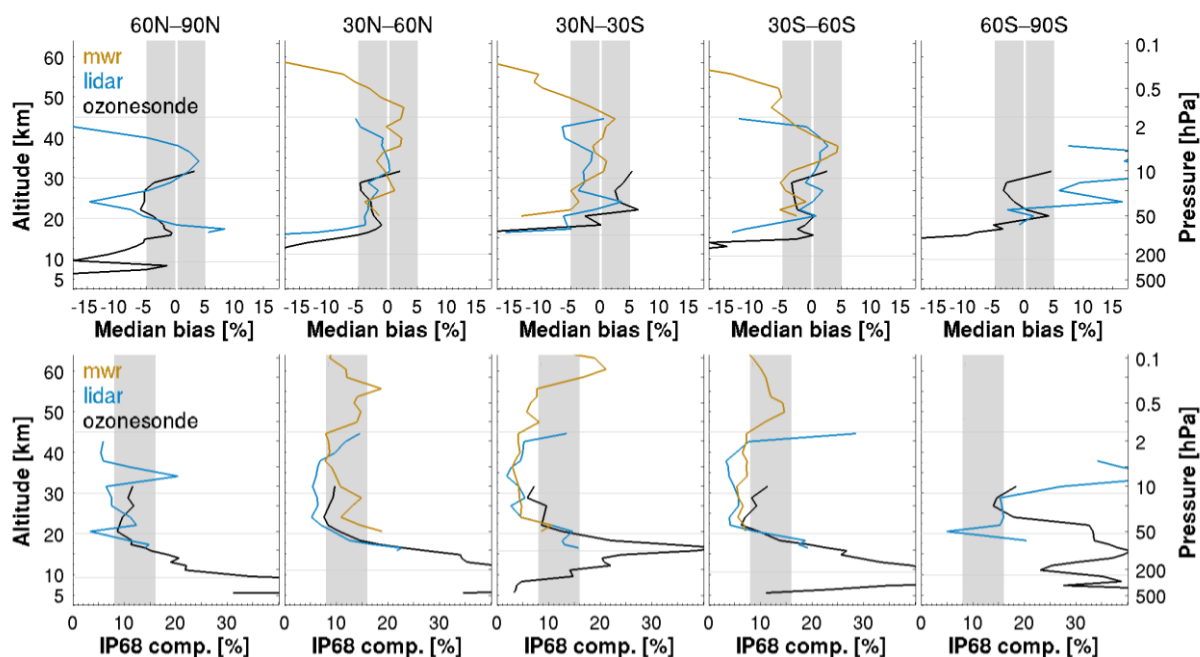 60N–90N 30N–60N 30N–30S 30S–60S 60S–90S
mwr
lidar
ozonesonde
Altitude [km]
60
50
40
30
20
10
5
0.1
0.5
2
10
50
200
500
Pressure [hPa]
-15 -5 0 5 10 15 -15 -10 -5 0 5 10 15 -15 -10 -5 0 5 10 15 -15 -10 -5 0 5 10 15 -15 -10 -5 0 5 10 15
Median bias [%] Median bias [%] Median bias [%] Median bias [%] Median bias [%]
mwr
lidar
ozonesonde
Altitude [km]
60
50
40
30
20
10
5
0.1
0.5
2
10
50
200
500
Pressure [hPa]
0 10 20 30 0 10 20 30 0 10 20 30 0 10 20 30 0 10 20 30
IP68 comp. [%] IP68 comp. [%] IP68 comp. [%] IP68 comp. [%] IP68 comp. [%]